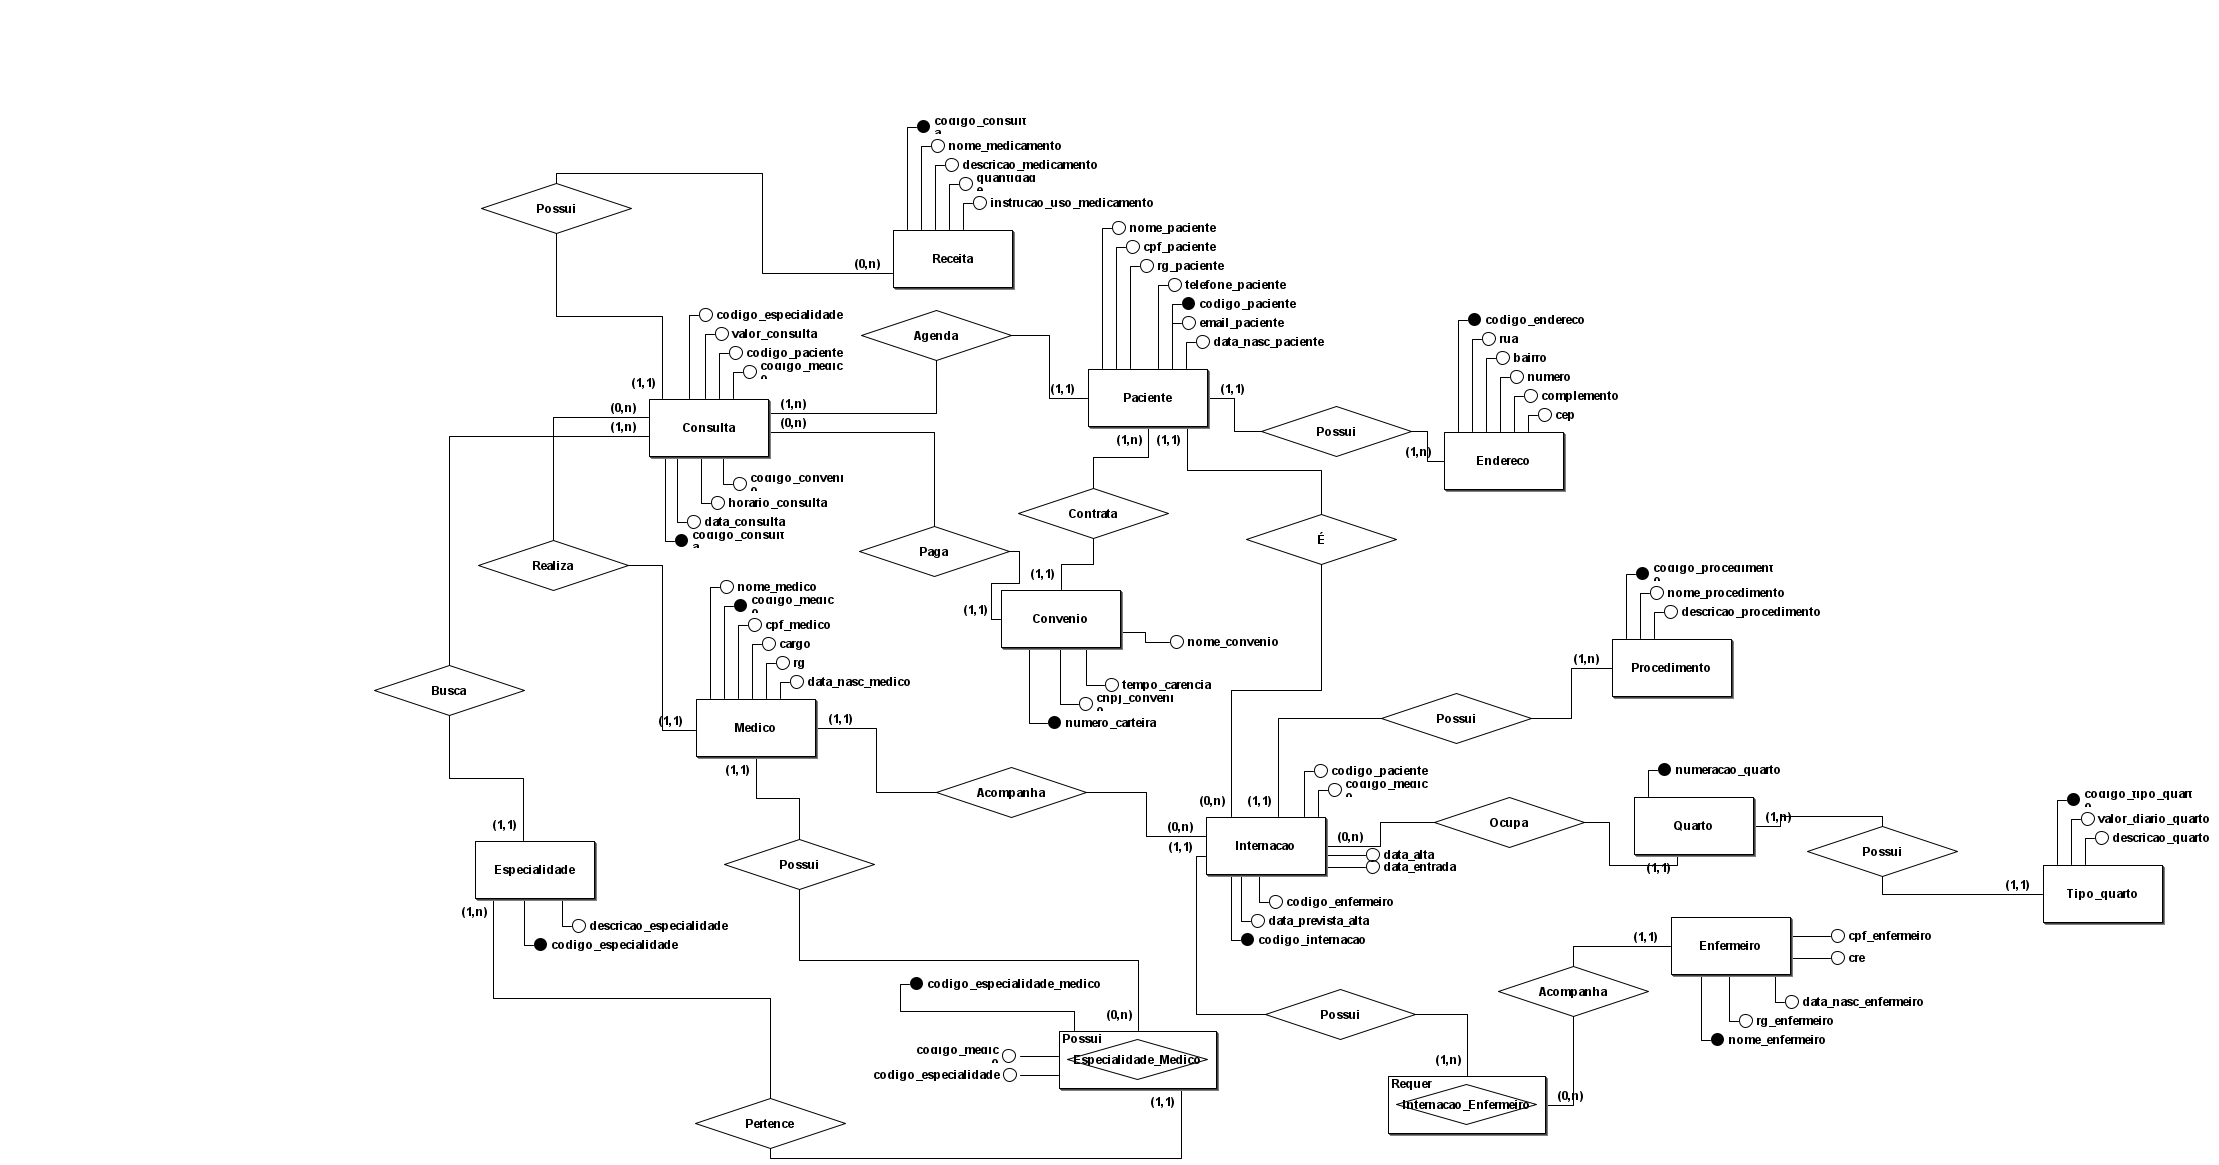 codigo_consulta
nome_medicamento
descricao_medicamento
quantidade
instrucao_uso_medicamento
Possui
Receita
(0,n)
nome_paciente
cpf_paciente
rg_paciente
telefone_paciente
codigo_paciente
email_paciente
data_nasc_paciente
Agenda
Paciente
(1,1)
(1,1)
(1,n)
(1,1)
codigo_endereco
rua
bairro
numero
complemento
cep
Possui
(1,n)
Endereco
codigo_especialidade
valor_consulta
codigo_paciente
codigo_medico
(1,1)
(0,n)
(1,n)
Consulta
(1,n)
(0,n)
codigo_convenio
horario_consulta
data_consulta
codigo_consulta
Contrata
É
Paga
Realiza
(1,1)
(1,1)
Convenio
nome_convenio
tempo_carencia
cnpj_convenio
numero_carteira
nome_medico
codigo_medico
cpf_medico
cargo
rg
data_nasc_medico
Busca
(1,1)
Medico
(1,1)
(1,1)
codigo_procedimento
nome_procedimento
descricao_procedimento
(1,n)
Procedimento
Possui
Acompanha
codigo_paciente
codigo_medico
(0,n)
(1,1)
(0,n)
(1,1)
Internacao
(0,n)
data_alta
data_entrada
codigo_enfermeiro
data_prevista_alta
codigo_internacao
Ocupa
numeracao_quarto
Quarto
(1,n)
(1,1)
Possui
codigo_tipo_quarto
valor_diario_quarto
descricao_quarto
(1,1)
Tipo_quarto
(1,1)
Especialidade
(1,n)
descricao_especialidade
codigo_especialidade
Possui
(1,1)
Enfermeiro
cpf_enfermeiro
cre
data_nasc_enfermeiro
rg_enfermeiro
nome_enfermeiro
Acompanha
codigo_especialidade_medico
(0,n)
Possui
Especialidade_Medico
codigo_medico
codigo_especialidade
(1,1)
Possui
(1,n)
Requer
Internacao_Enfermeiro
(0,n)
Pertence